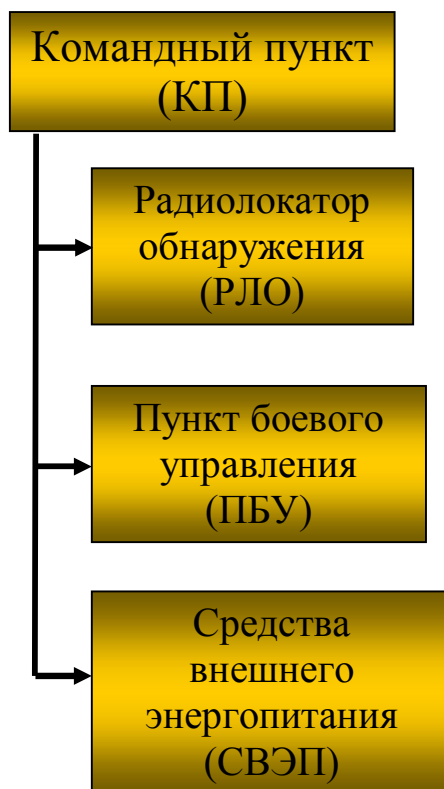 Командный пункт
(КП)
Радиолокатор
обнаружения
(РЛО)
Пункт боевого
управления
(ПБУ)
Средства
внешнего
энергопитания
(СВЭП)